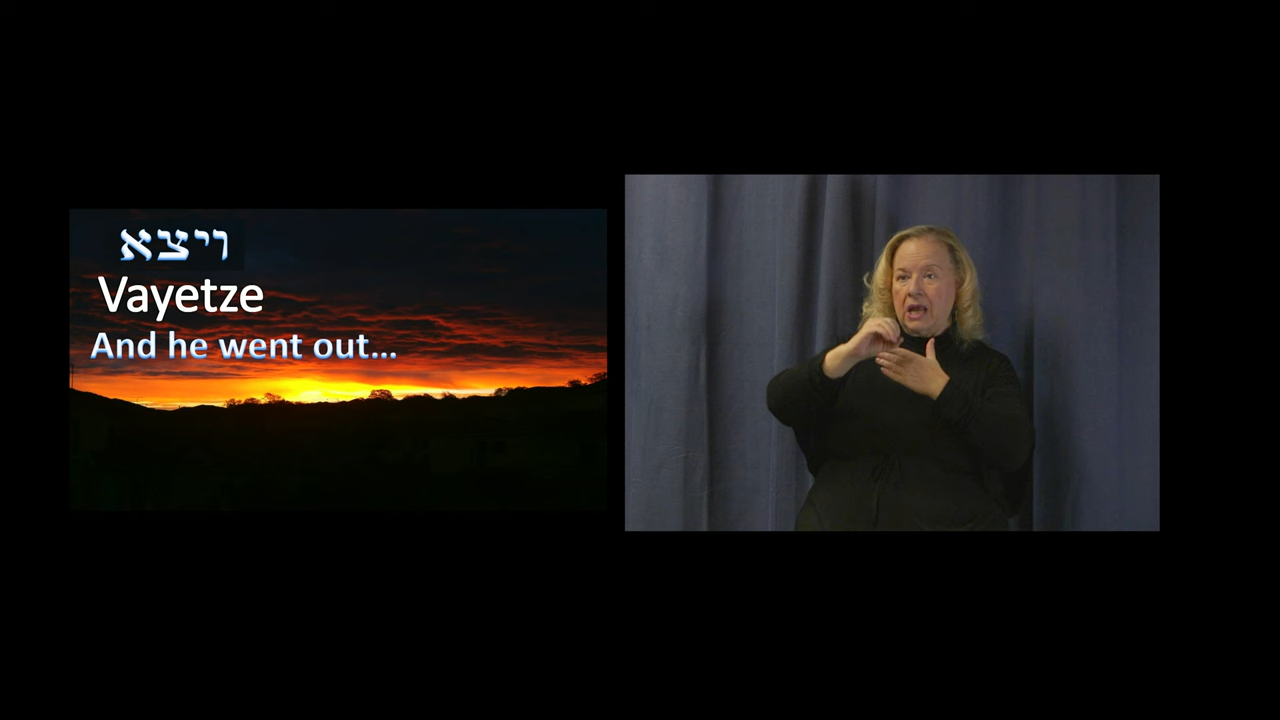 ויצא
Vayetze
And he went out...